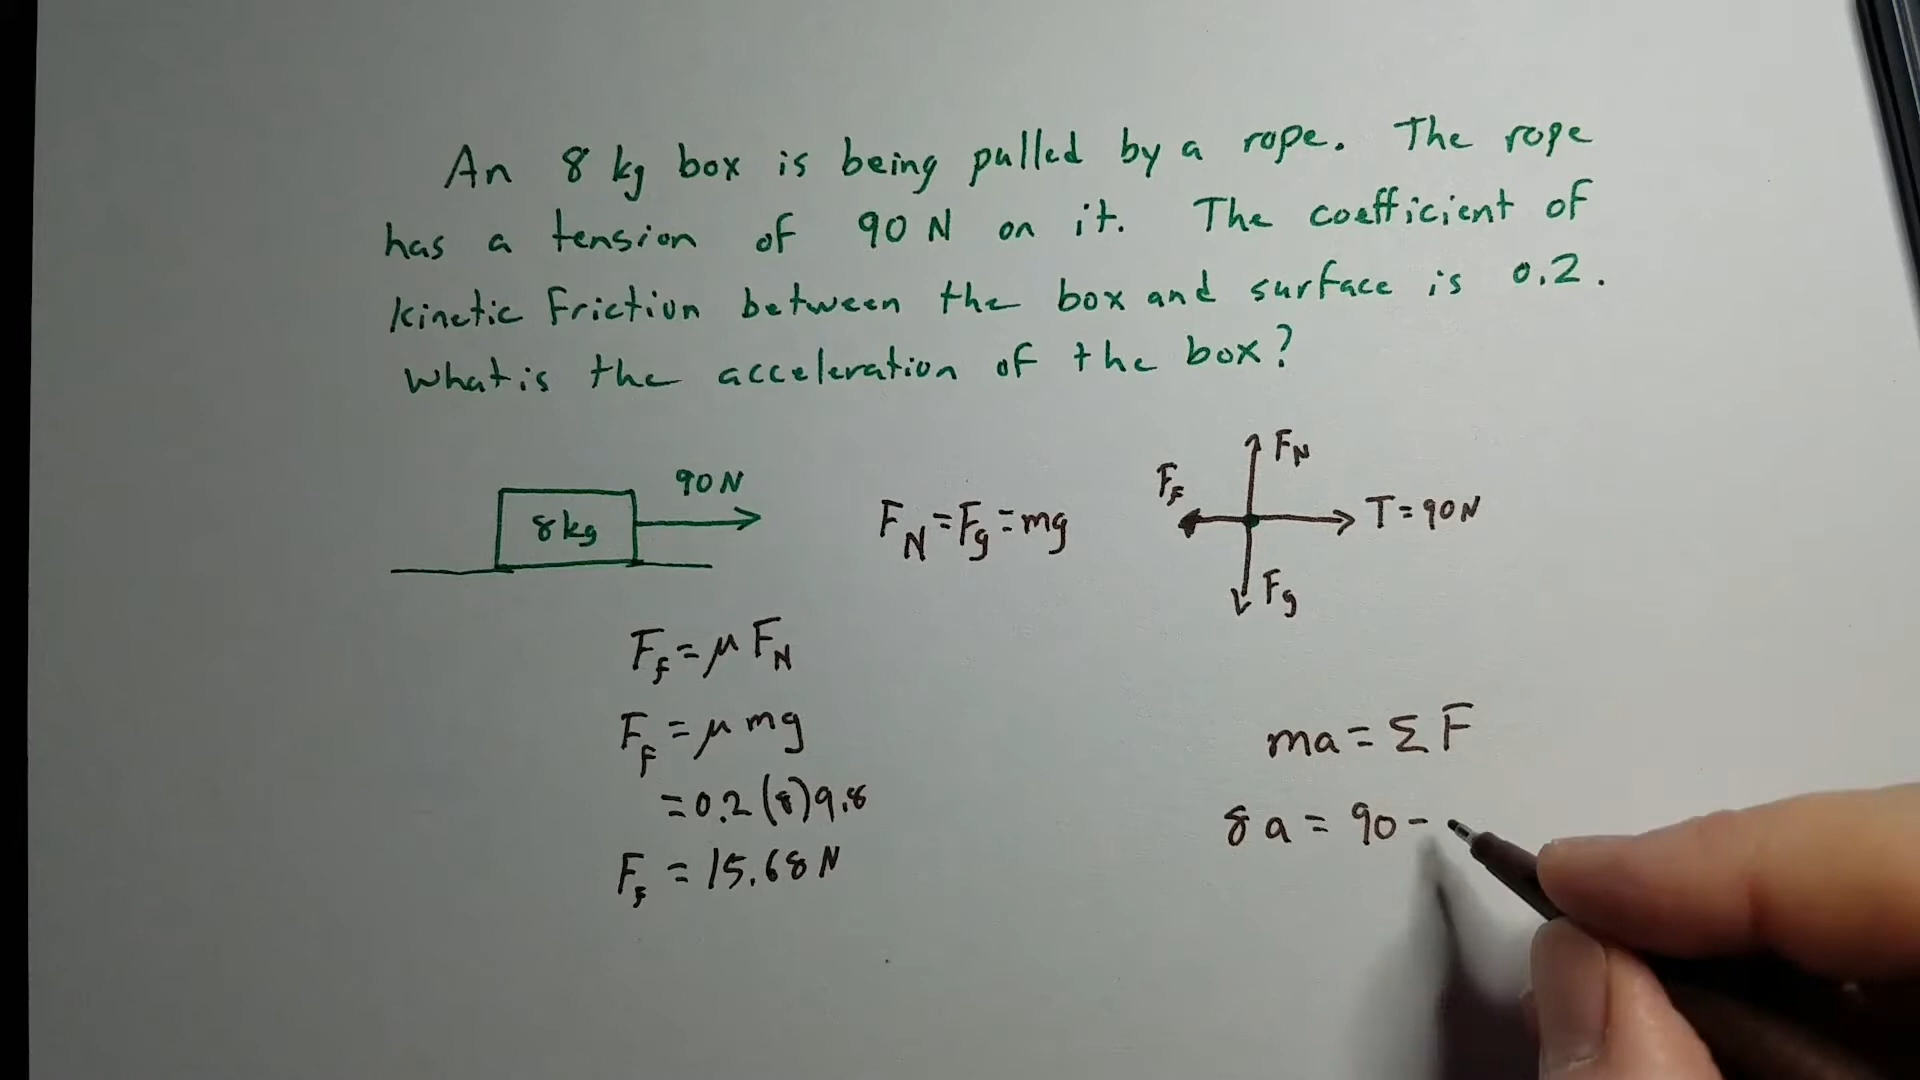 An 8 kg box is being pulled by a rope. The rope
has a tension of 90 N on it. The coefficient of
kinetic friction between the box and surface is 0.2.
What is the acceleration of the box?
90 N
8 kg
F_N = F_g = mg
F_N
F_f
T = 90 N
F_g
F_f = μ F_N
F_f = μ mg
= 0.2 (8) 9.8
F_f = 15.68 N
ma = Σ F
8 a = 90 -